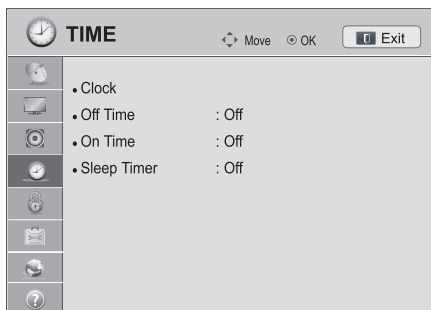 TIME Move OK Exit
• Clock
• Off Time : Off
• On Time : Off
• Sleep Timer : Off
?